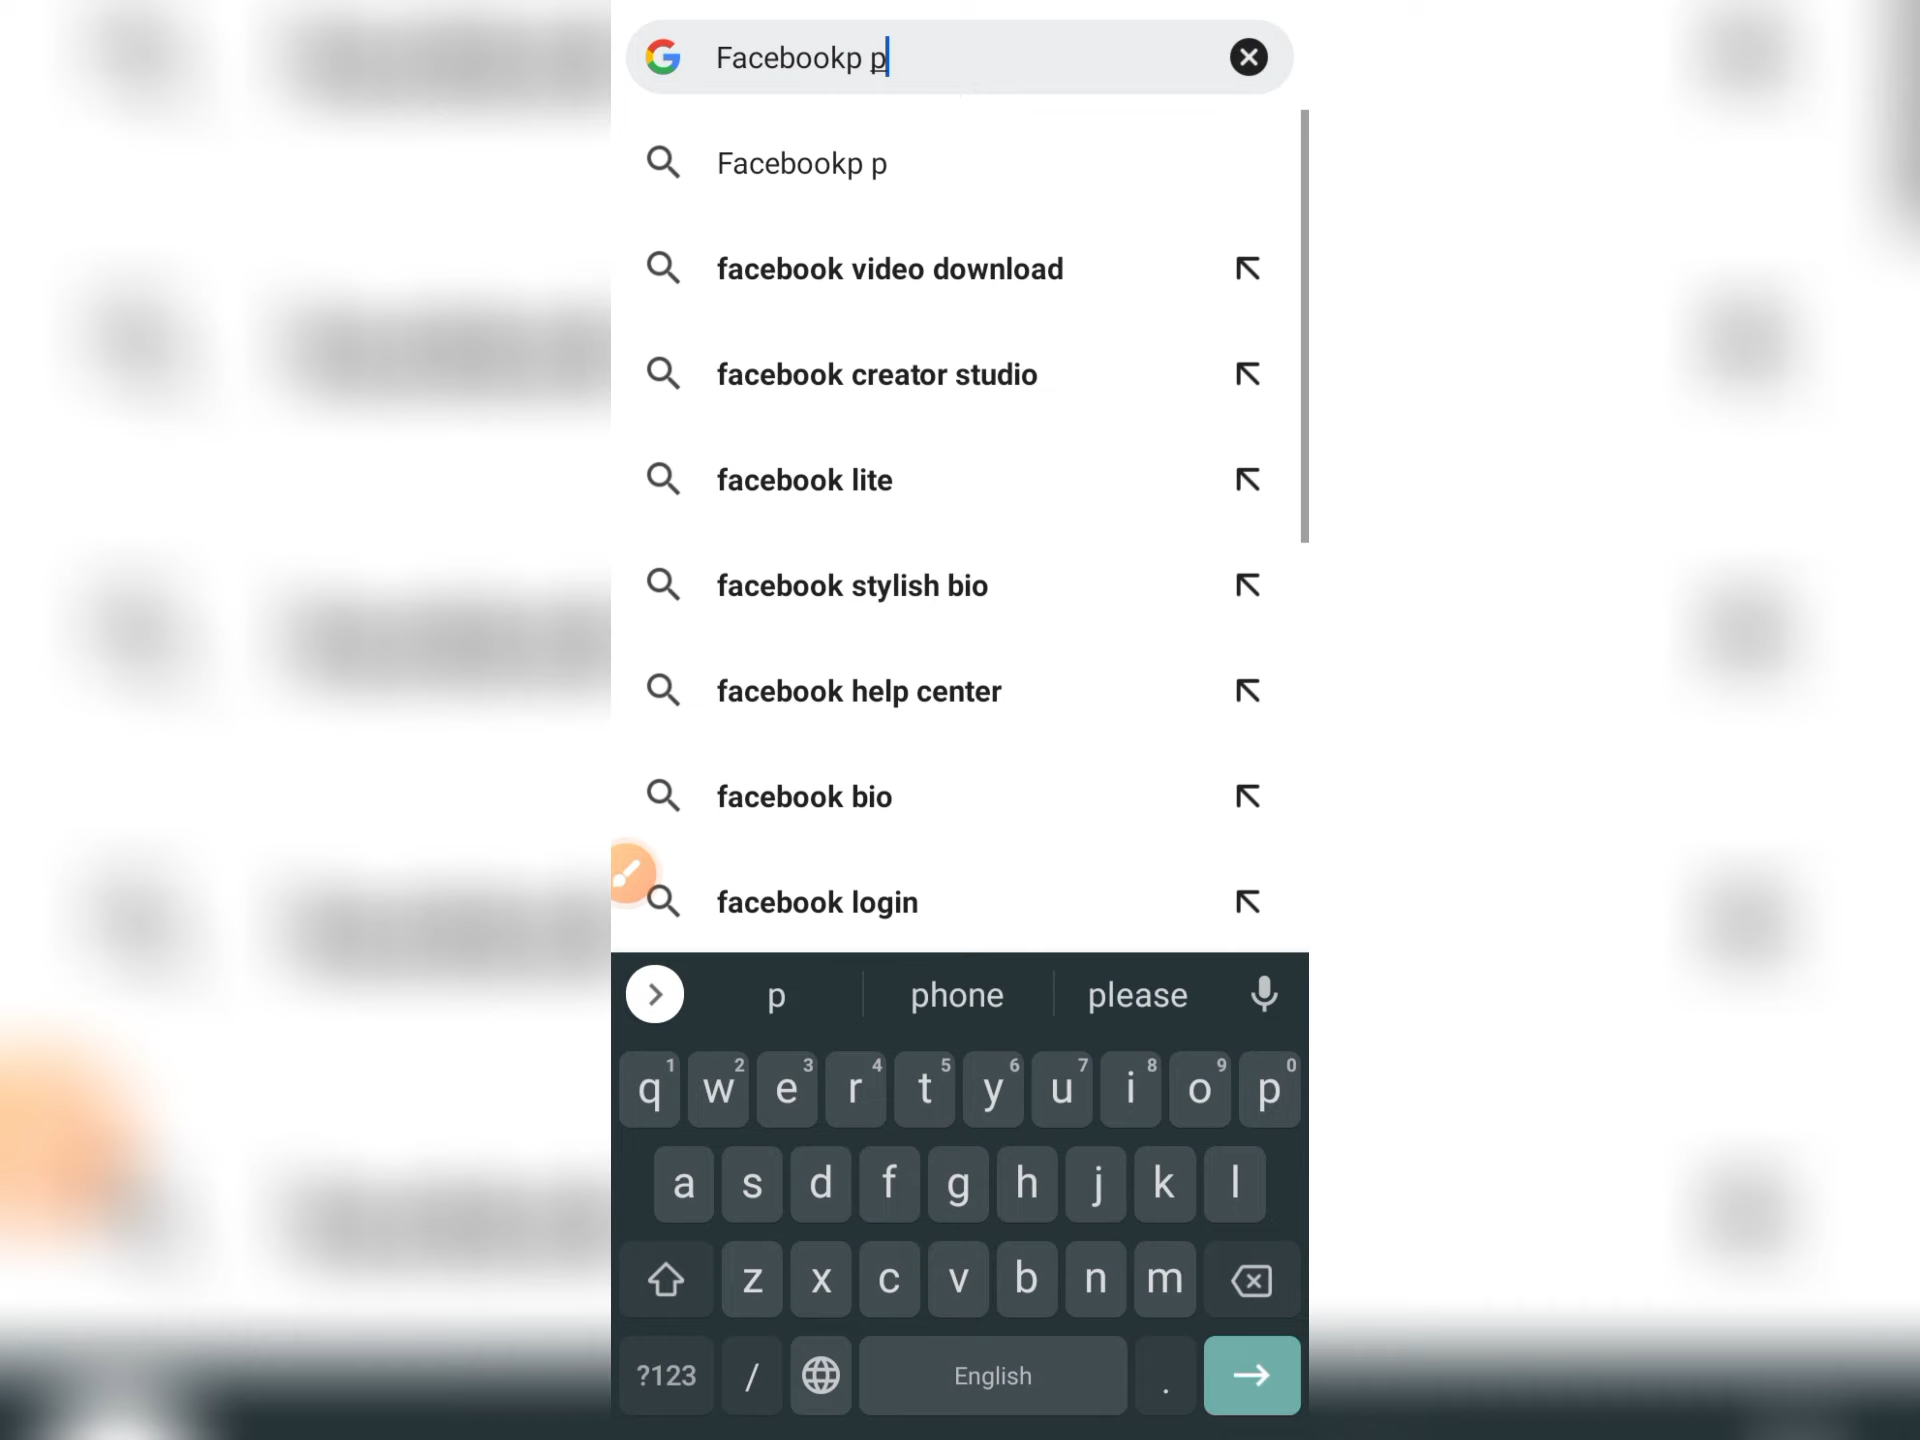 Facebookp p
Facebookp p
facebook video download
facebook creator studio
facebook lite
facebook stylish bio
facebook help center
facebook bio
facebook login
p phone please
q 1 w 2 e 3 r 4 t 5 y 6 u 7 i 8 o 9 p 0
a s d f g h j k l
z x c v b n m
?123 / English .